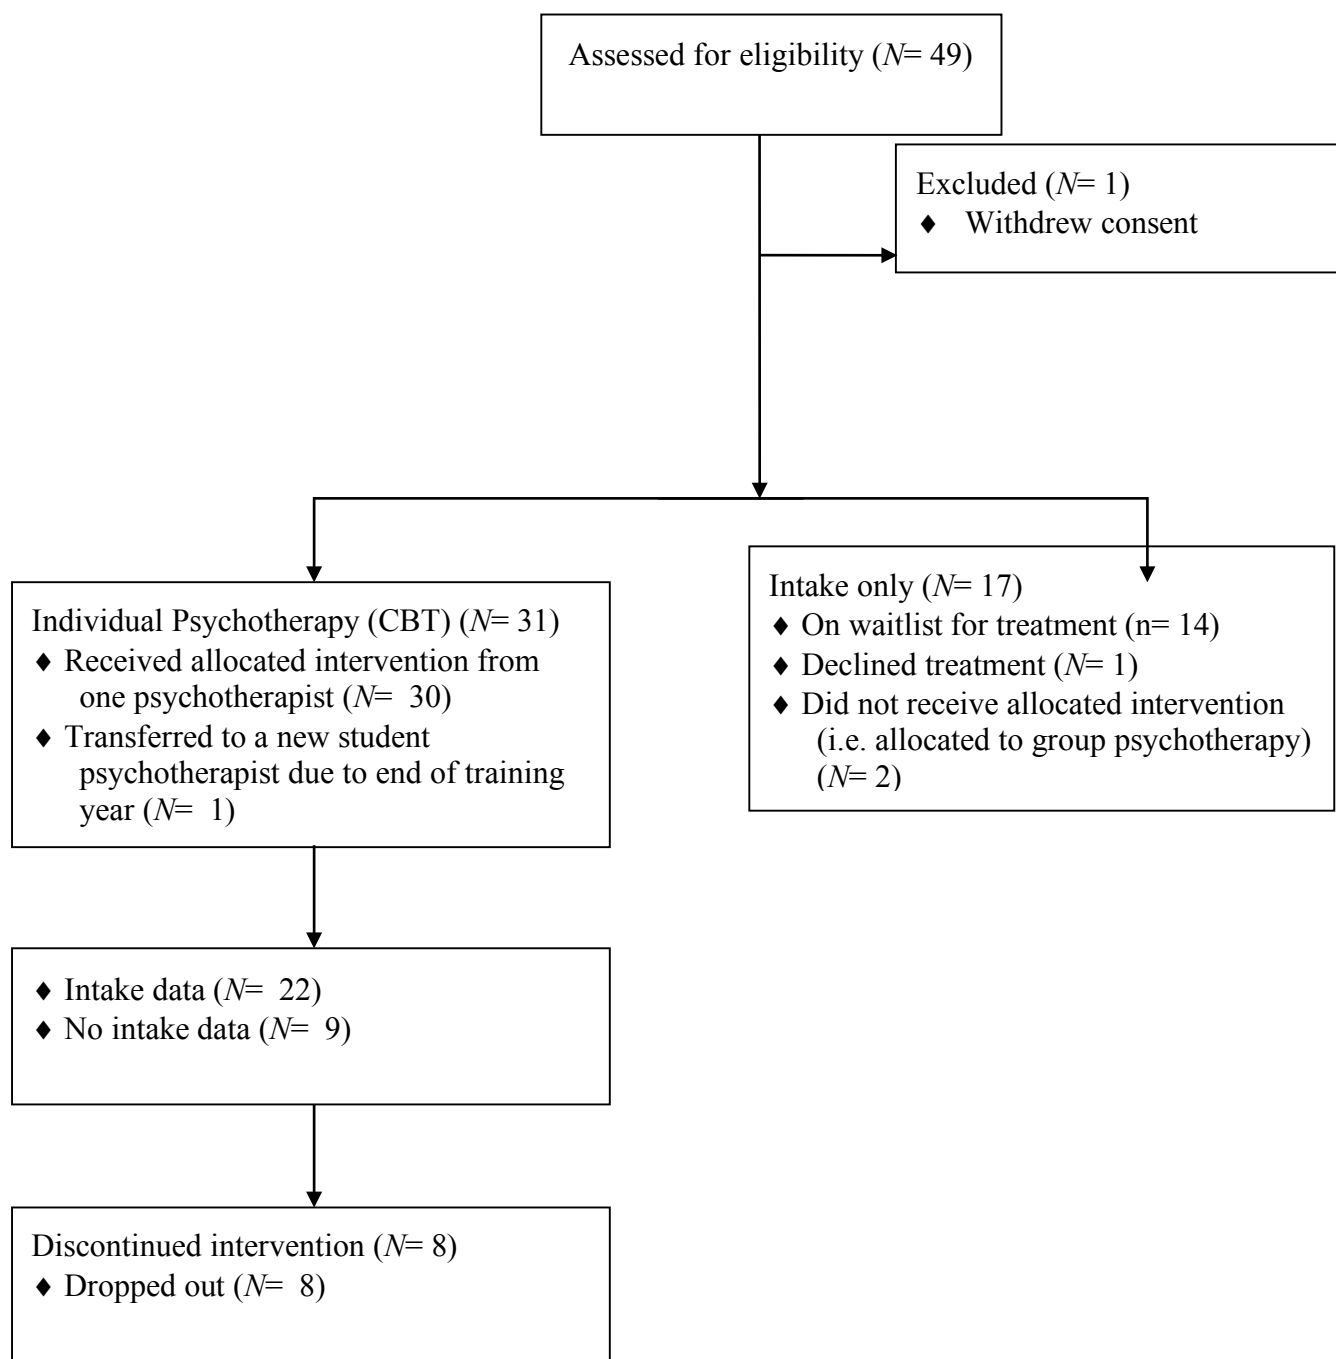 Assessed for eligibility (N= 49)
Excluded (N= 1)
♦ Withdrew consent
Individual Psychotherapy (CBT) (N= 31)
♦ Received allocated intervention from
one psychotherapist (N= 30)
♦ Transferred to a new student
psychotherapist due to end of training
year (N= 1)
Intake only (N= 17)
♦ On waitlist for treatment (n= 14)
♦ Declined treatment (N= 1)
♦ Did not receive allocated intervention
(i.e. allocated to group psychotherapy)
(N= 2)
♦ Intake data (N= 22)
♦ No intake data (N= 9)
Discontinued intervention (N= 8)
♦ Dropped out (N= 8)